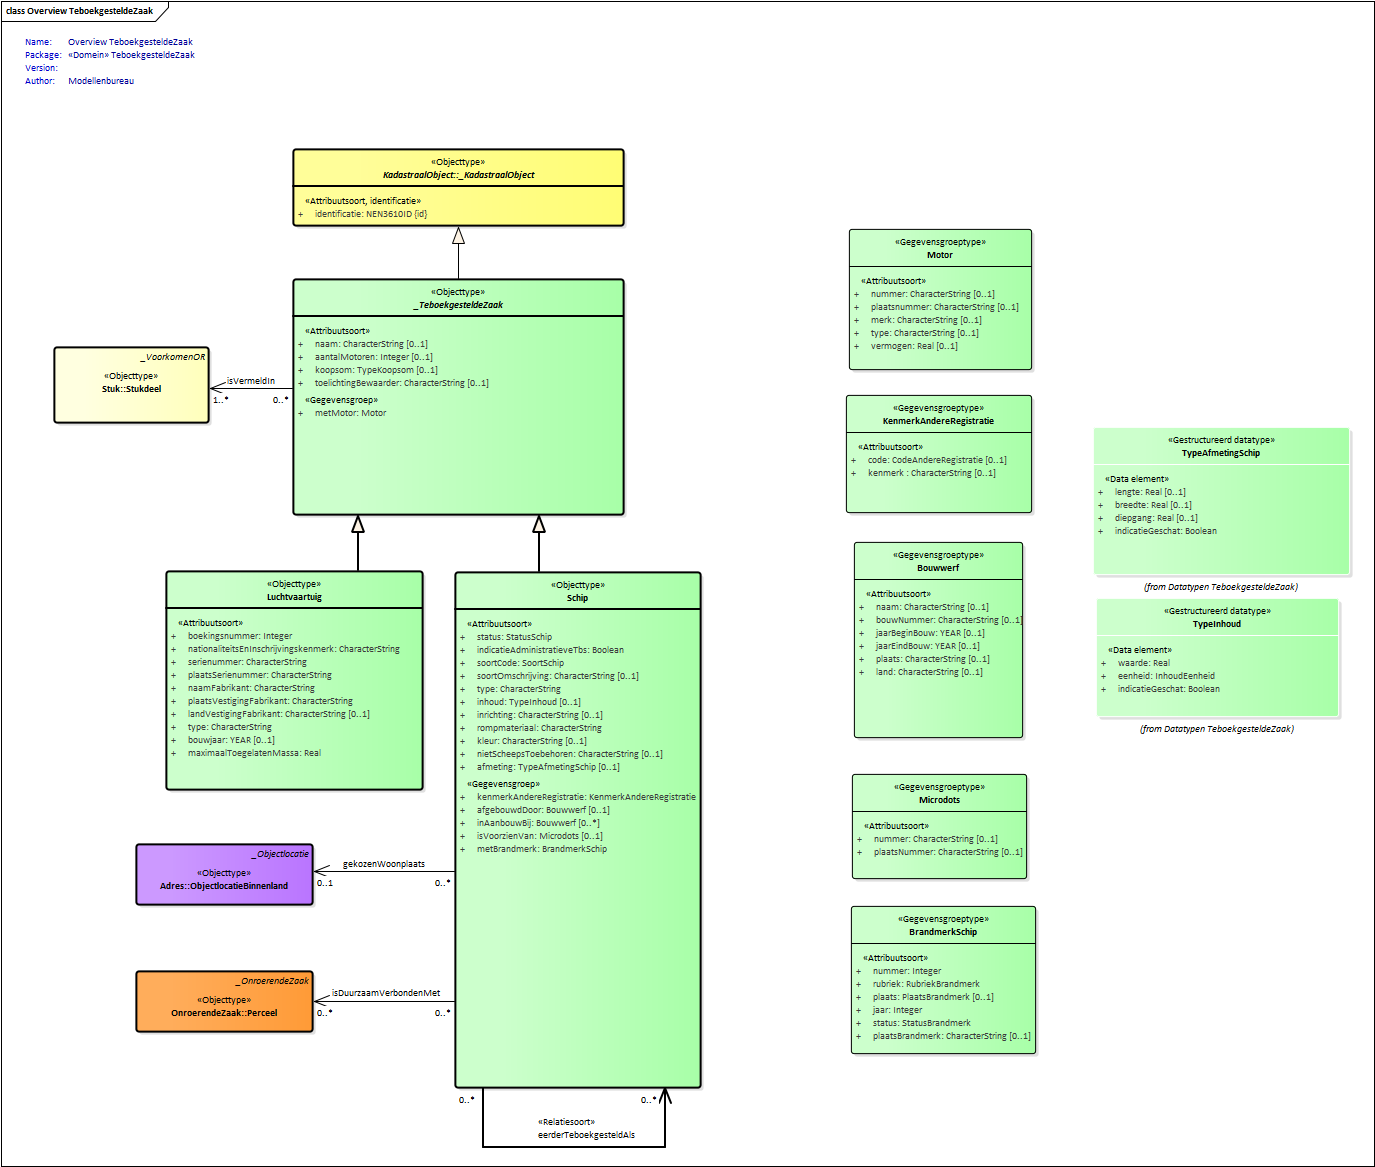 class Overview TeboekgesteldeZaak
Name: Overview TeboekgesteldeZaak
Package: «Domein» TeboekgesteldeZaak
Version:
Author: Modellenbureau
«Objecttype»
KadastraalObject::_KadastraalObject
«Attribuutsoort, identificatie»
+ identificatie: NEN3610ID {id}
«Objecttype»
_TeboekgesteldeZaak
«Attribuutsoort»
+ naam: CharacterString [0..1]
+ aantalMotoren: Integer [0..1]
+ koopsom: TypeKoopsom [0..1]
+ toelichtingBewaarder: CharacterString [0..1]
«Gegevensgroep»
+ metMotor: Motor
_VoorkomenOR
«Objecttype»
Stuk::Stukdeel
isVermeldIn
1..*
0..*
«Objecttype»
Luchtvaartuig
«Attribuutsoort»
+ boekingsnummer: Integer
+ nationaliteitsEnInschrijvingskenmerk: CharacterString
+ serienummer: CharacterString
+ plaatsSerienummer: CharacterString
+ naamFabrikant: CharacterString
+ plaatsVestigingFabrikant: CharacterString
+ landVestigingFabrikant: CharacterString [0..1]
+ type: CharacterString
+ bouwjaar: YEAR [0..1]
+ maximaalToegelatenMassa: Real
«Objecttype»
Schip
«Attribuutsoort»
+ status: StatusSchip
+ indicatieAdministratieveTbs: Boolean
+ soortCode: SoortSchip
+ soortOmschrijving: CharacterString [0..1]
+ type: CharacterString
+ inhoud: TypeInhoud [0..1]
+ inrichting: CharacterString [0..1]
+ rompmateriaal: CharacterString
+ kleur: CharacterString [0..1]
+ nietScheepsToebehoren: CharacterString [0..1]
+ afmeting: TypeAfmetingSchip [0..1]
«Gegevensgroep»
+ kenmerkAndereRegistratie: KenmerkAndereRegistratie
+ afgebouwdDoor: Bouwwerf [0..1]
+ inAanbouwBij: Bouwwerf [0..*]
+ isVoorzienVan: Microdots [0..1]
+ metBrandmerk: BrandmerkSchip
_Objectlocatie
«Objecttype»
Adres::ObjectlocatieBinnenland
gekozenWoonplaats
0..1
0..*
_OnroerendeZaak
«Objecttype»
OnroerendeZaak::Perceel
isDuurzaamVerbondenMet
0..*
0..*
0..*
0..*
«Relatiesoort»
eerderTeboekgesteldAls
«Gegevensgroeptype»
Motor
«Attribuutsoort»
+ nummer: CharacterString [0..1]
+ plaatsnummer: CharacterString [0..1]
+ merk: CharacterString [0..1]
+ type: CharacterString [0..1]
+ vermogen: Real [0..1]
«Gegevensgroeptype»
KenmerkAndereRegistratie
«Attribuutsoort»
+ code: CodeAndereRegistratie [0..1]
+ kenmerk : CharacterString [0..1]
«Gegevensgroeptype»
Bouwwerf
«Attribuutsoort»
+ naam: CharacterString [0..1]
+ bouwNummer: CharacterString [0..1]
+ jaarBeginBouw: YEAR [0..1]
+ jaarEindBouw: YEAR [0..1]
+ plaats: CharacterString [0..1]
+ land: CharacterString [0..1]
«Gegevensgroeptype»
Microdots
«Attribuutsoort»
+ nummer: CharacterString [0..1]
+ plaatsNummer: CharacterString [0..1]
«Gegevensgroeptype»
BrandmerkSchip
«Attribuutsoort»
+ nummer: Integer
+ rubriek: RubriekBrandmerk
+ plaats: PlaatsBrandmerk [0..1]
+ jaar: Integer
+ status: StatusBrandmerk
+ plaatsBrandmerk: CharacterString [0..1]
«Gestructureerd datatype»
TypeAfmetingSchip
«Data element»
+ lengte: Real [0..1]
+ breedte: Real [0..1]
+ diepgang: Real [0..1]
+ indicatieGeschat: Boolean
(from Datatypen TeboekgesteldeZaak)
«Gestructureerd datatype»
TypeInhoud
«Data element»
+ waarde: Real
+ eenheid: InhoudEenheid
+ indicatieGeschat: Boolean
(from Datatypen TeboekgesteldeZaak)